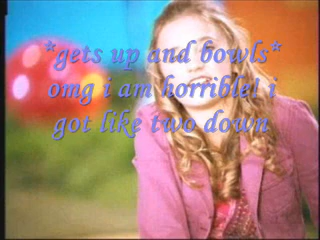 *gets up and bowls*
omg i am horrible! i
got like two down